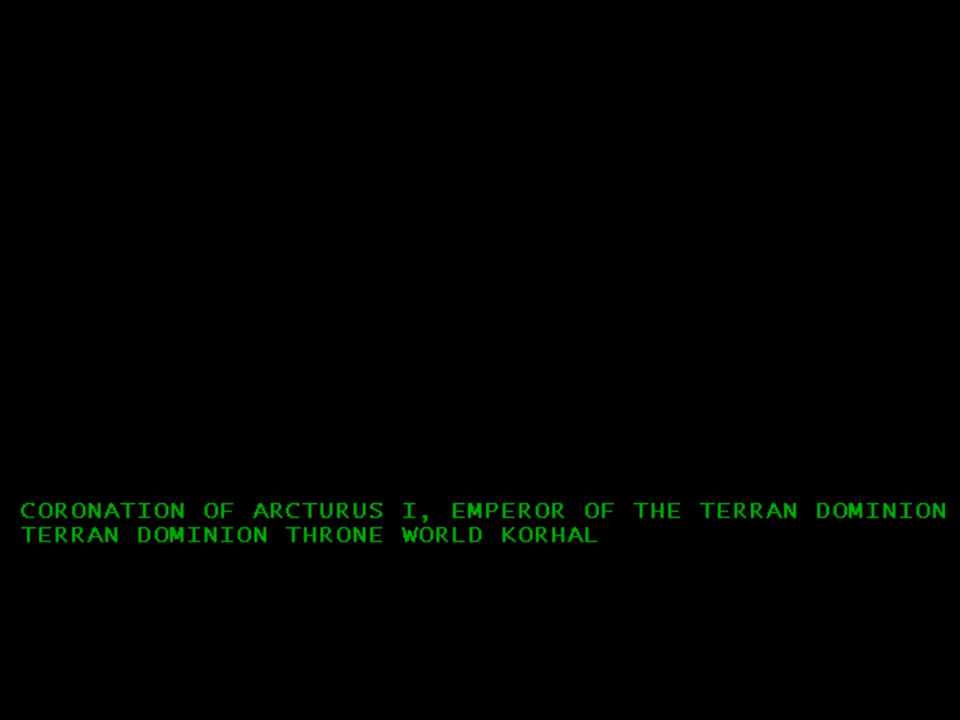 CORONATION OF ARCTURUS I, EMPEROR OF THE TERRAN DOMINION
TERRAN DOMINION THRONE WORLD KORHAL